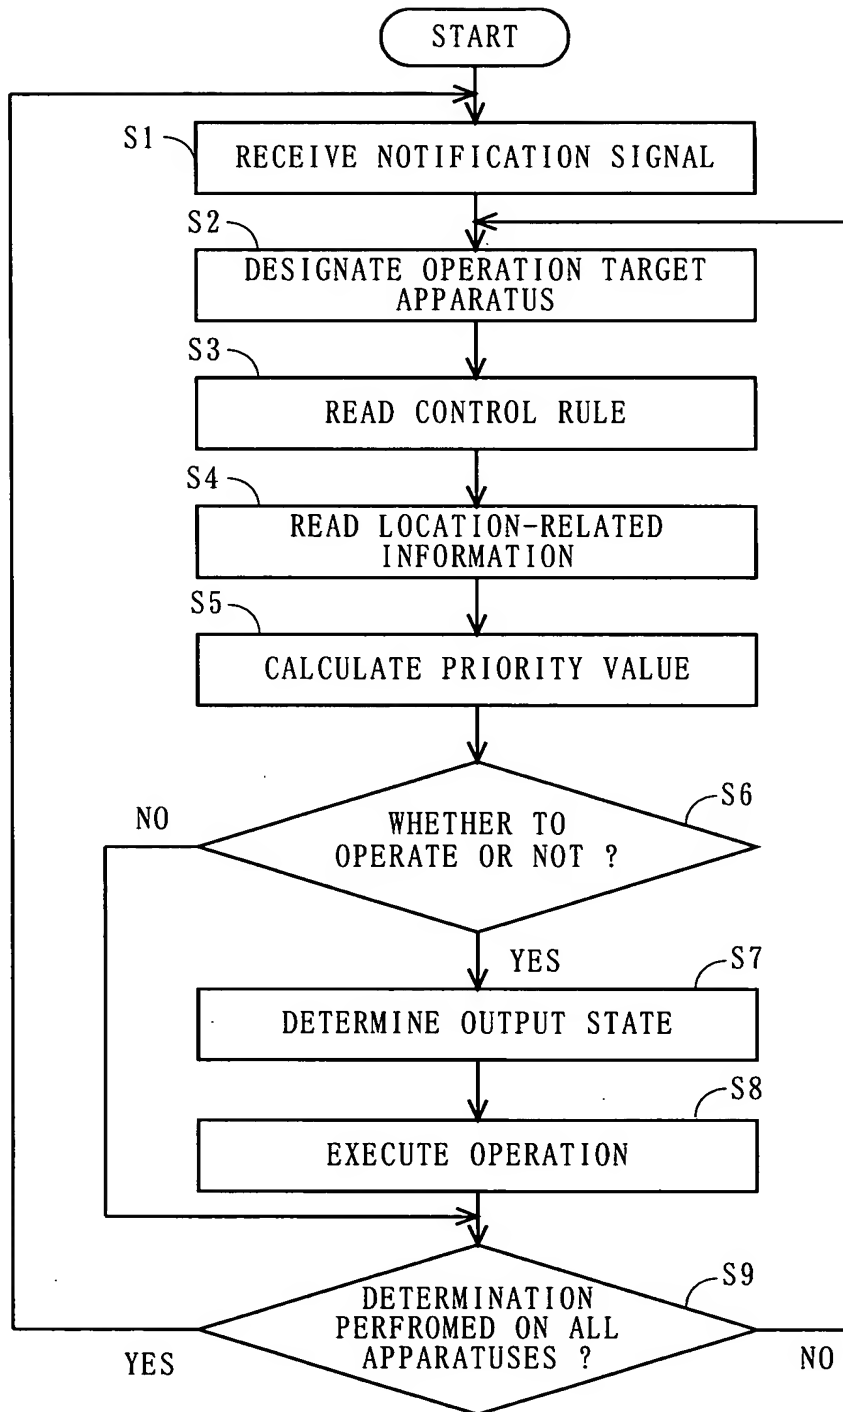 START
S1
RECEIVE NOTIFICATION SIGNAL
S2
DESIGNATE OPERATION TARGET
APPARATUS
S3
READ CONTROL RULE
S4
READ LOCATION-RELATED
INFORMATION
S5
CALCULATE PRIORITY VALUE
S6
NO
WHETHER TO
OPERATE OR NOT ?
YES
S7
DETERMINE OUTPUT STATE
S8
EXECUTE OPERATION
S9
DETERMINATION
PERFROMED ON ALL
APPARATUSES ?
YES
NO